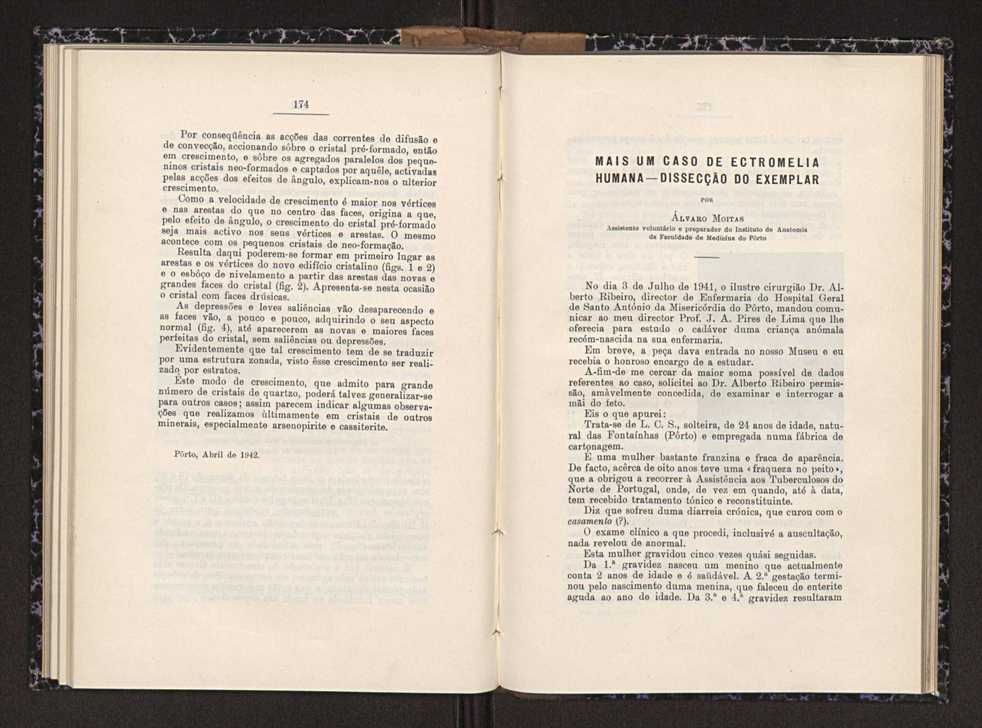 174
Por conseqüência as acções das correntes de difusão e
de convecção, accionando sôbre o cristal pré-formado, então
em crescimento, e sôbre os agregados paralelos dos peque-
ninos cristais neo-formados e captados por aquêle, activadas
pelas acções dos efeitos de ângulo, explicam-nos o ulterior
crescimento.
Como a velocidade de crescimento é maior nos vértices
e nas arestas do que no centro das faces, origina a que,
pelo efeito de ângulo, o crescimento do cristal pré-formado
seja mais activo nos seus vértices e arestas. O mesmo
acontece com os pequenos cristais de neo-formação.
Resulta daqui poderem-se formar em primeiro lugar as
arestas e os vértices do novo edifício cristalino (figs. 1 e 2)
e o esbôço de nivelamento a partir das arestas das novas e
grandes faces do cristal (fig. 2). Apresenta-se nesta ocasião
o cristal com faces drúsicas.
As depressões e leves saliências vão desaparecendo e
as faces vão, a pouco e pouco, adquirindo o seu aspecto
normal (fig. 4), até aparecerem as novas e maiores faces
perfeitas do cristal, sem saliências ou depressões.
Evidentemente que tal crescimento tem de se traduzir
por uma estrutura zonada, visto êsse crescimento ser reali-
zado por estratos.
Êste modo de crescimento, que admito para grande
número de cristais de quartzo, poderá talvez generalizar-se
para outros casos; assim parecem indicar algumas observa-
ções que realizamos ùltimamente em cristais de outros
minerais, especialmente arsenopirite e cassiterite.
Pôrto, Abril de 1942.
MAIS UM CASO DE ECTROMELIA
HUMANA—DISSECÇÃO DO EXEMPLAR
POR
ÁLVARO MOITAS
Assistente voluntário e preparador do Instituto de Anatomia
da Faculdade de Medicina do Pôrto
No dia 3 de Julho de 1941, o ilustre cirurgião Dr. Al-
berto Ribeiro, director de Enfermaria do Hospital Geral
de Santo António da Misericórdia do Pôrto, mandou comu-
nicar ao meu director Prof. J. A. Pires de Lima que lhe
oferecia para estudo o cadáver duma criança anómala
recém-nascida na sua enfermaria.
Em breve, a peça dava entrada no nosso Museu e eu
recebia o honroso encargo de a estudar.
A-fim-de me cercar da maior soma possível de dados
referentes ao caso, solicitei ao Dr. Alberto Ribeiro permis-
são, amàvelmente concedida, de examinar e interrogar a
mãi do feto.
Eis o que apurei:
Trata-se de L. C. S., solteira, de 24 anos de idade, natu-
ral das Fontaínhas (Pôrto) e empregada numa fábrica de
cartonagem.
É uma mulher bastante franzina e fraca de aparência.
De facto, acêrca de oito anos teve uma «fraqueza no peito»,
que a obrigou a recorrer à Assistência aos Tuberculosos do
Norte de Portugal, onde, de vez em quando, até à data,
tem recebido tratamento tónico e reconstituinte.
Diz que sofreu duma diarreia crónica, que curou com o
casamento (?).
O exame clínico a que procedi, inclusivé a auscultação,
nada revelou de anormal.
Esta mulher gravidou cinco vezes quási seguidas.
Da 1.ª gravidez nasceu um menino que actualmente
conta 2 anos de idade e é saüdável. A 2.ª gestação termi-
nou pelo nascimento duma menina, que faleceu de enterite
aguda ao ano de idade. Da 3.ª e 4.ª gravidez resultaram